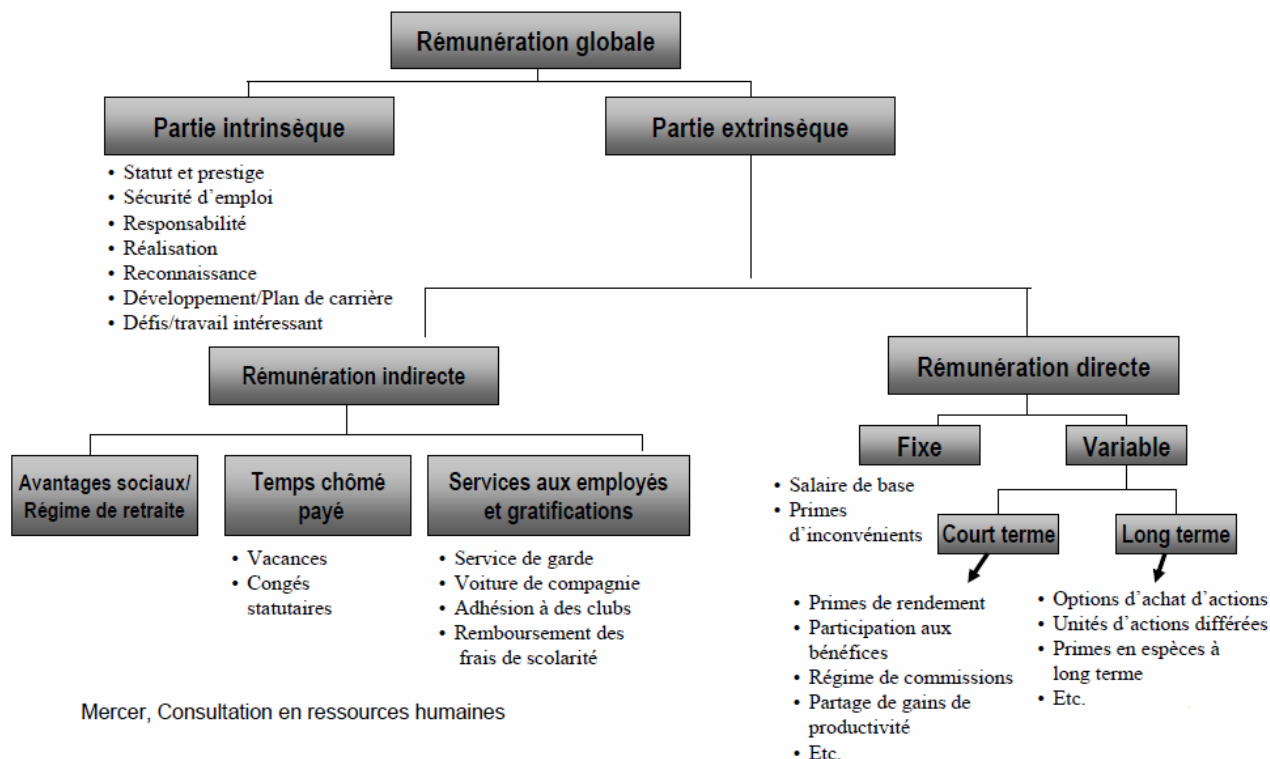 Rémunération globale
Partie intrinsèque
Partie extrinsèque
• Statut et prestige
• Sécurité d’emploi
• Responsabilité
• Réalisation
• Reconnaissance
• Développement/Plan de carrière
• Défis/travail intéressant
Rémunération indirecte
Rémunération directe
Avantages sociaux/
Régime de retraite
Temps chômé
payé
• Vacances
• Congés
statutaires
Services aux employés
et gratifications
• Service de garde
• Voiture de compagnie
• Adhésion à des clubs
• Remboursement des
frais de scolarité
Fixe
• Salaire de base
• Primes
d’inconvénients
Variable
Court terme
• Primes de rendement
• Participation aux
bénéfices
• Régime de commissions
• Partage de gains de
productivité
• Etc.
Long terme
• Options d’achat d’actions
• Unités d’actions différées
• Primes en espèces à
long terme
• Etc.
Mercer, Consultation en ressources humaines